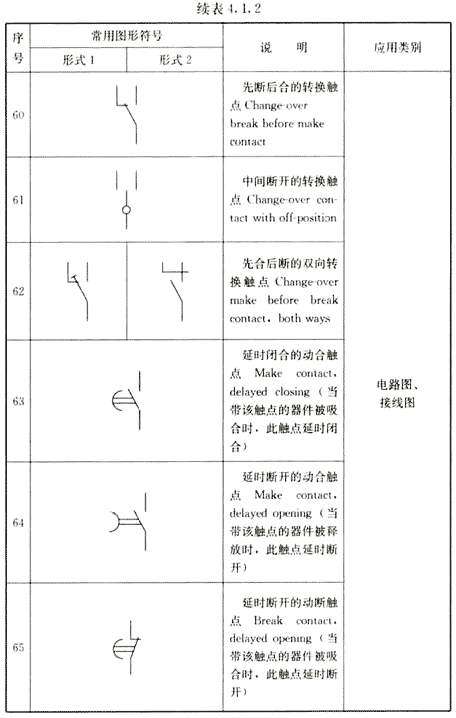 续表 4.1.2
序号
常用图形符号
说 明
应用类别
形式 1
形式 2
60
先断后合的转换触
点 Change-over
break before make
contact
61
中间断开的转换触
点 Change-over con-
tact with off-position
62
先合后断的双向转
换触点 Change-over
make before break
contact, both ways
63
延时闭合的动合触
点 Make contact,
delayed closing (当
带该触点的器件被吸
合时,此触点延时闭
合)
64
延时断开的动合触
点 Make contact,
delayed opening (当
带该触点的器件被释
放时,此触点延时断
开)
65
延时断开的动断触
点 Break contact,
delayed opening (当
带该触点的器件被吸
合时,此触点延时断
开)
电路图、
接线图